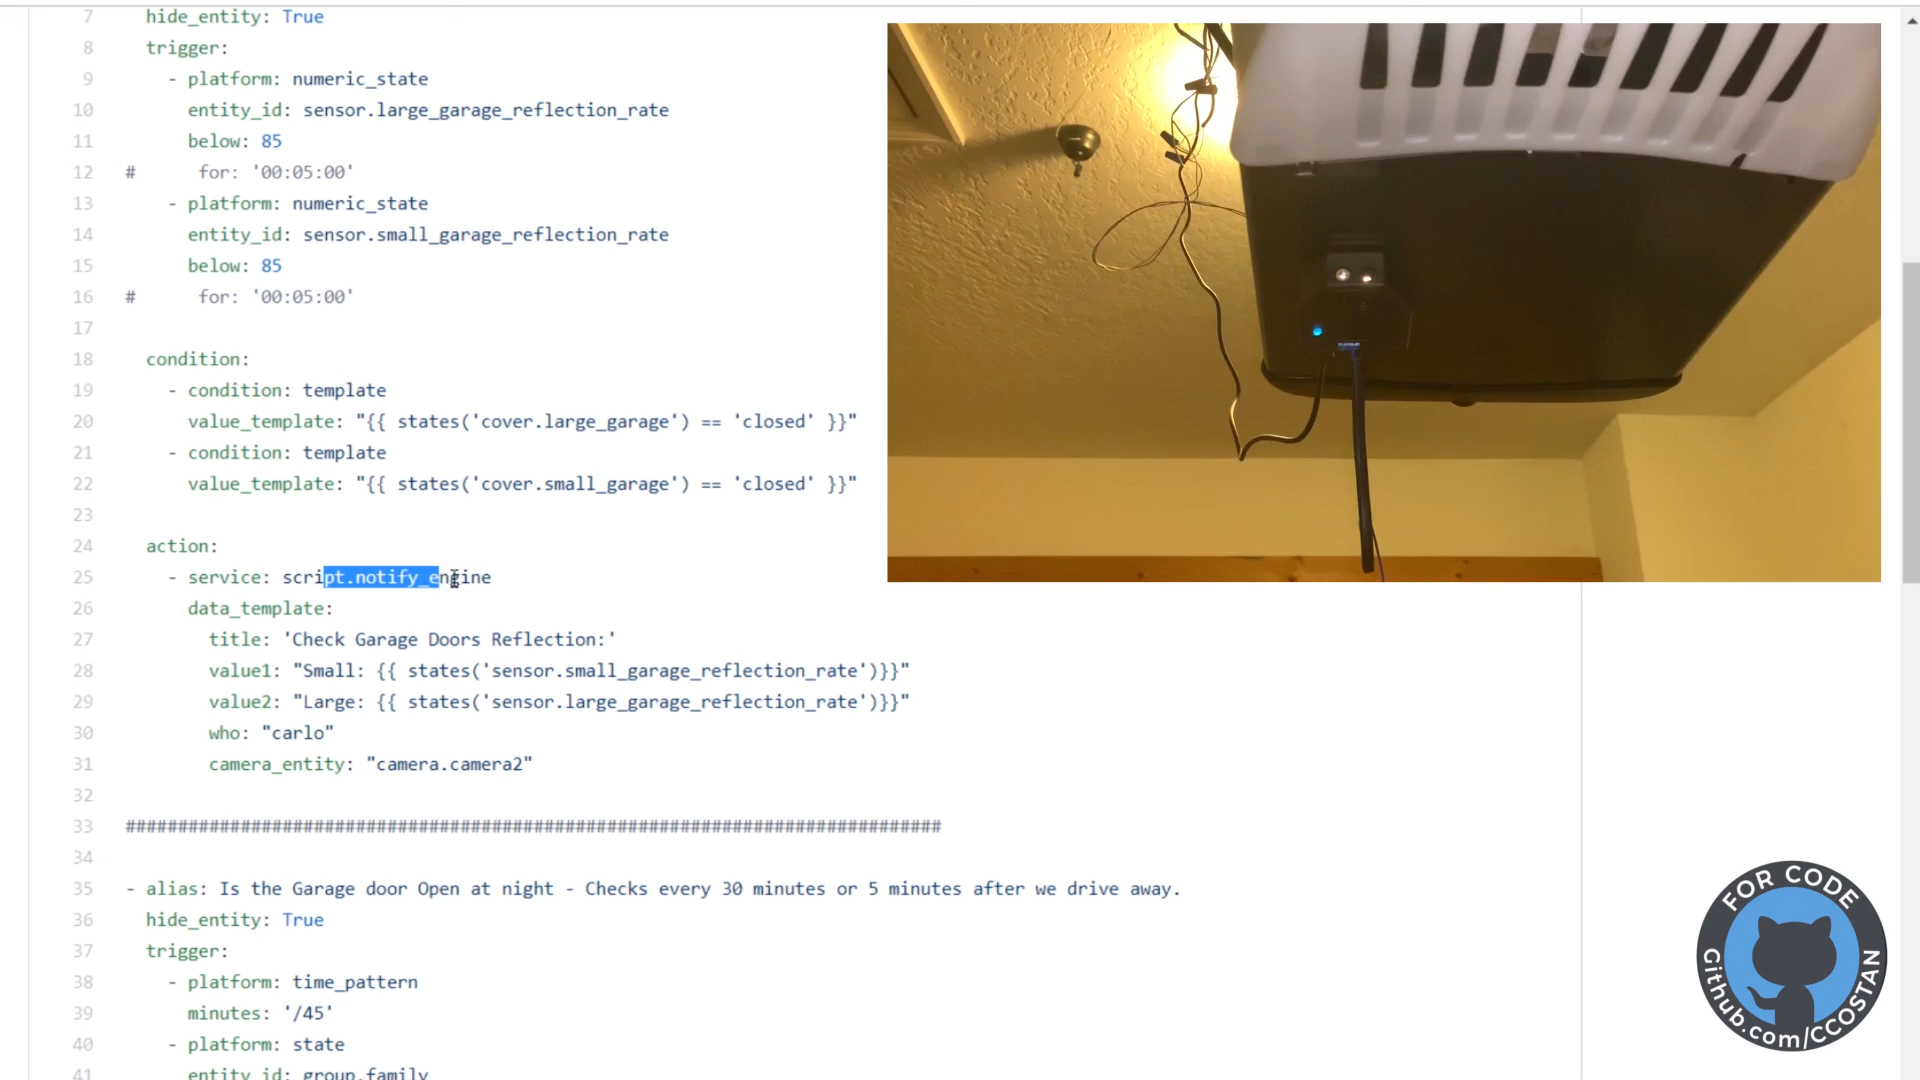 7 hide_entity: True
8 trigger:
9 - platform: numeric_state
10 entity_id: sensor.large_garage_reflection_rate
11 below: 85
12 # for: '00:05:00'
13 - platform: numeric_state
14 entity_id: sensor.small_garage_reflection_rate
15 below: 85
16 # for: '00:05:00'
17
18 condition:
19 - condition: template
20 value_template: "{{ states('cover.large_garage') == 'closed' }}"
21 - condition: template
22 value_template: "{{ states('cover.small_garage') == 'closed' }}"
23
24 action:
25 - service: script.notify_engine
26 data_template:
27 title: 'Check Garage Doors Reflection:'
28 value1: "Small: {{ states('sensor.small_garage_reflection_rate')}}"
29 value2: "Large: {{ states('sensor.large_garage_reflection_rate')}}"
30 who: "carlo"
31 camera_entity: "camera.camera2"
32
33 ##############################################################################
34
35 - alias: Is the Garage door Open at night - Checks every 30 minutes or 5 minutes after we drive away.
36 hide_entity: True
37 trigger:
38 - platform: time_pattern
39 minutes: '/45'
40 - platform: state
41 entity_id: group.family
FOR CODE
Github.com/CCOSTAN